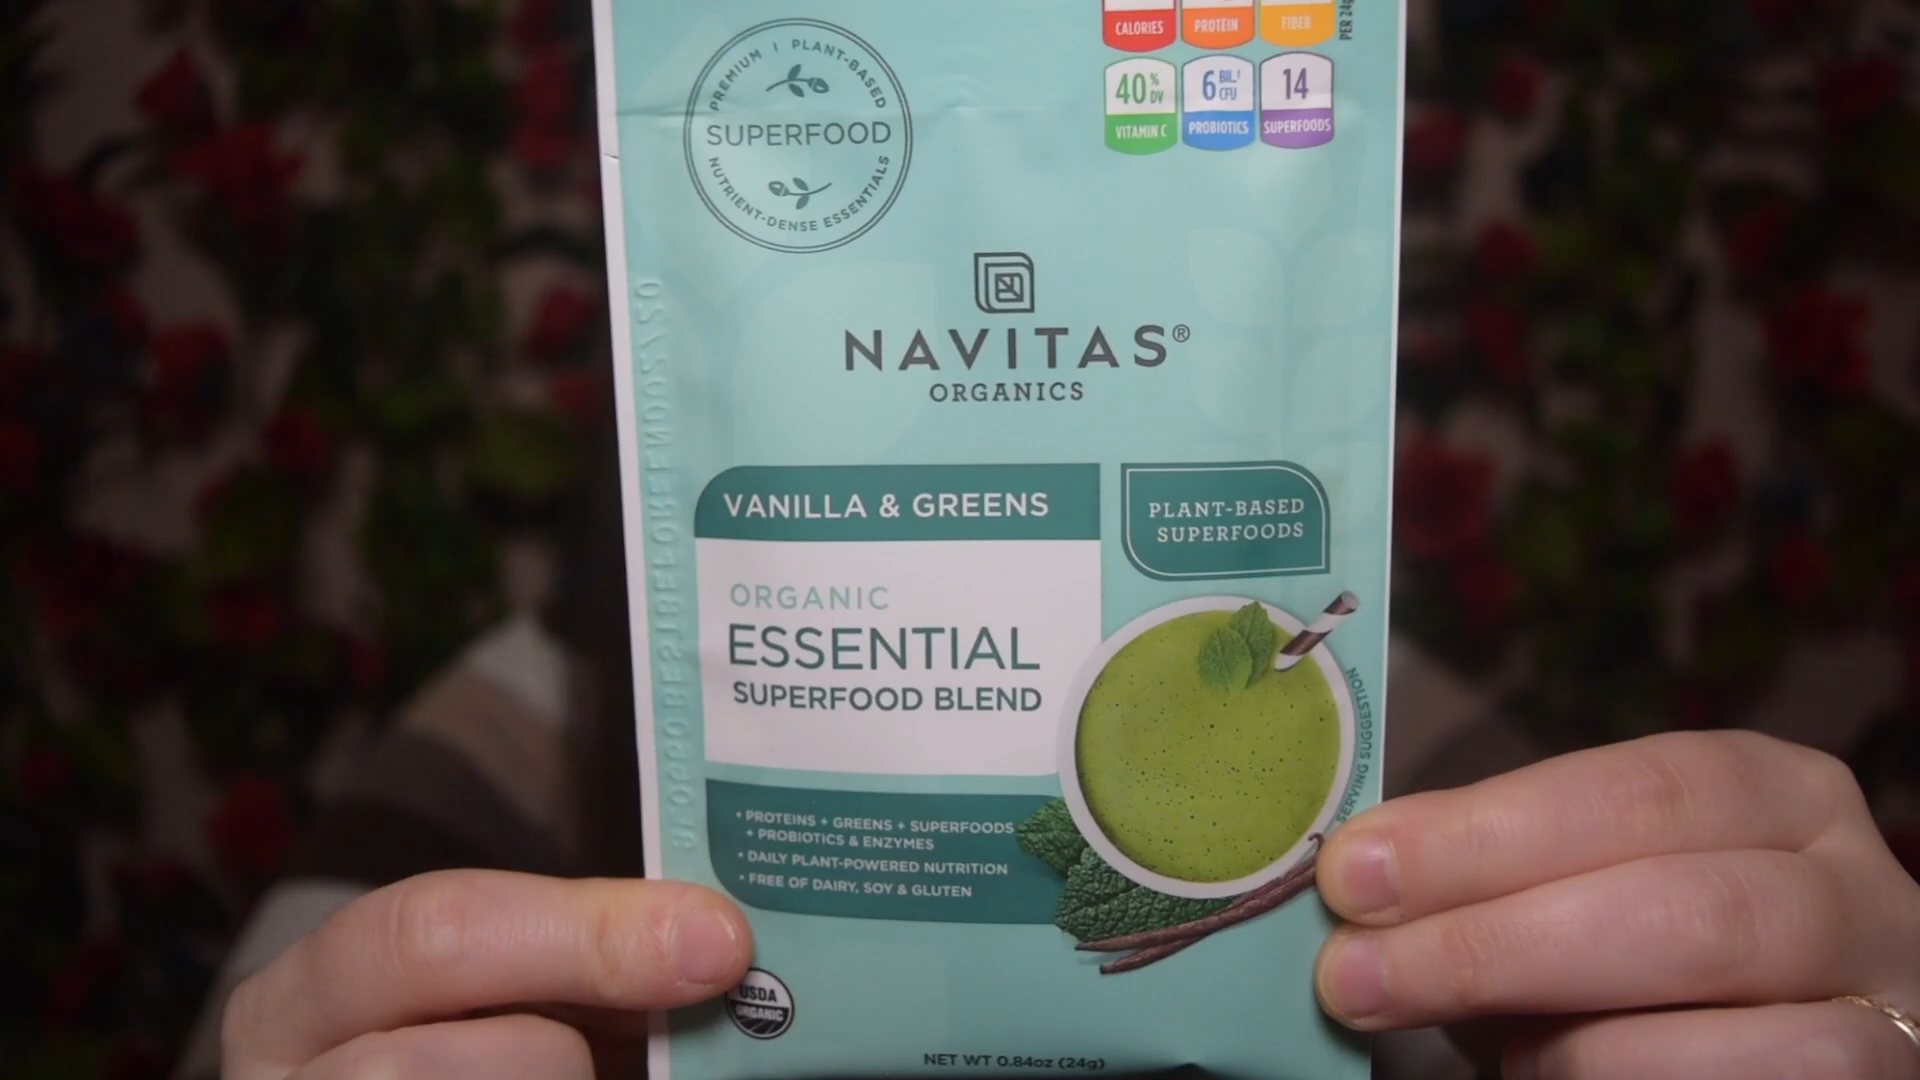 PREMIUM | PLANT-BASED
SUPERFOOD
NUTRIENT-DENSE ESSENTIALS
CALORIES
PROTEIN
FIBER
PER 24g
40% DV
VITAMIN C
6 BIL.† CFU
PROBIOTICS
14
SUPERFOODS
NAVITAS®
ORGANICS
VANILLA & GREENS
PLANT-BASED
SUPERFOODS
ORGANIC
ESSENTIAL
SUPERFOOD BLEND
SERVING SUGGESTION
• PROTEINS + GREENS + SUPERFOODS
+ PROBIOTICS & ENZYMES
• DAILY PLANT-POWERED NUTRITION
• FREE OF DAIRY, SOY & GLUTEN
USDA
ORGANIC
NET WT 0.84oz (24g)